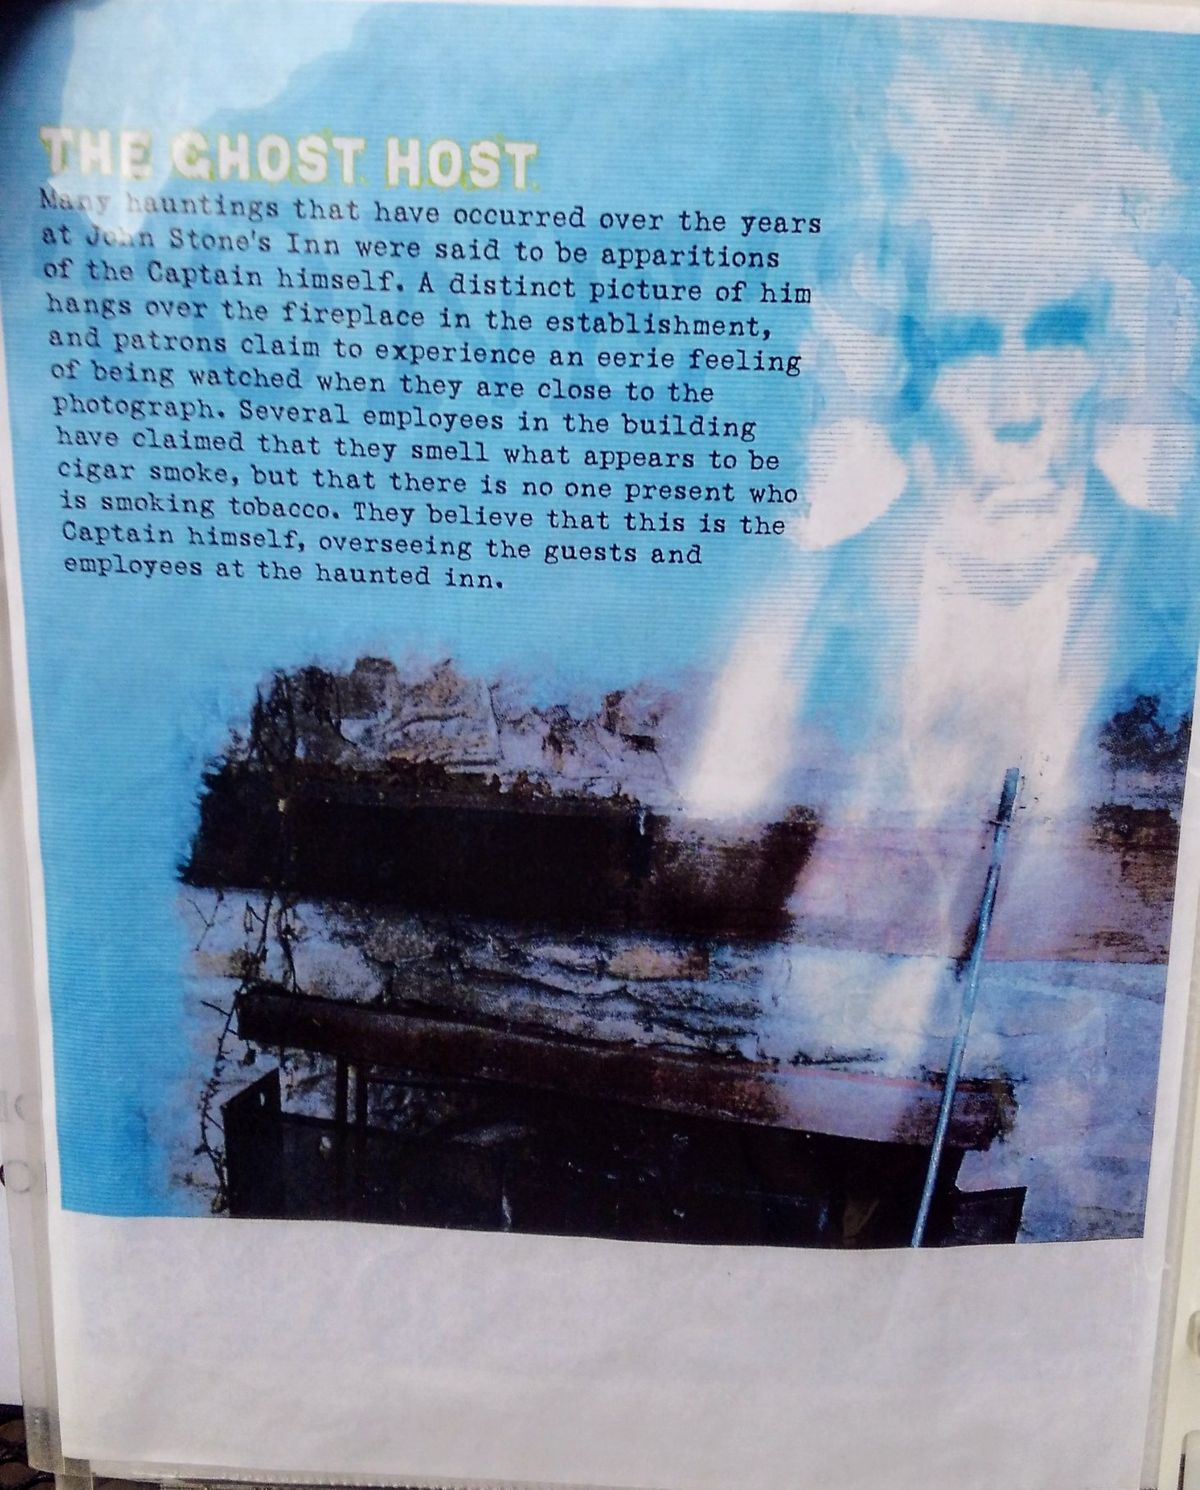 THE GHOST HOST
Many hauntings that have occurred over the years
at John Stone's Inn were said to be apparitions
of the Captain himself. A distinct picture of him
hangs over the fireplace in the establishment,
and patrons claim to experience an eerie feeling
of being watched when they are close to the
photograph. Several employees in the building
have claimed that they smell what appears to be
cigar smoke, but that there is no one present who
is smoking tobacco. They believe that this is the
Captain himself, overseeing the guests and
employees at the haunted inn.